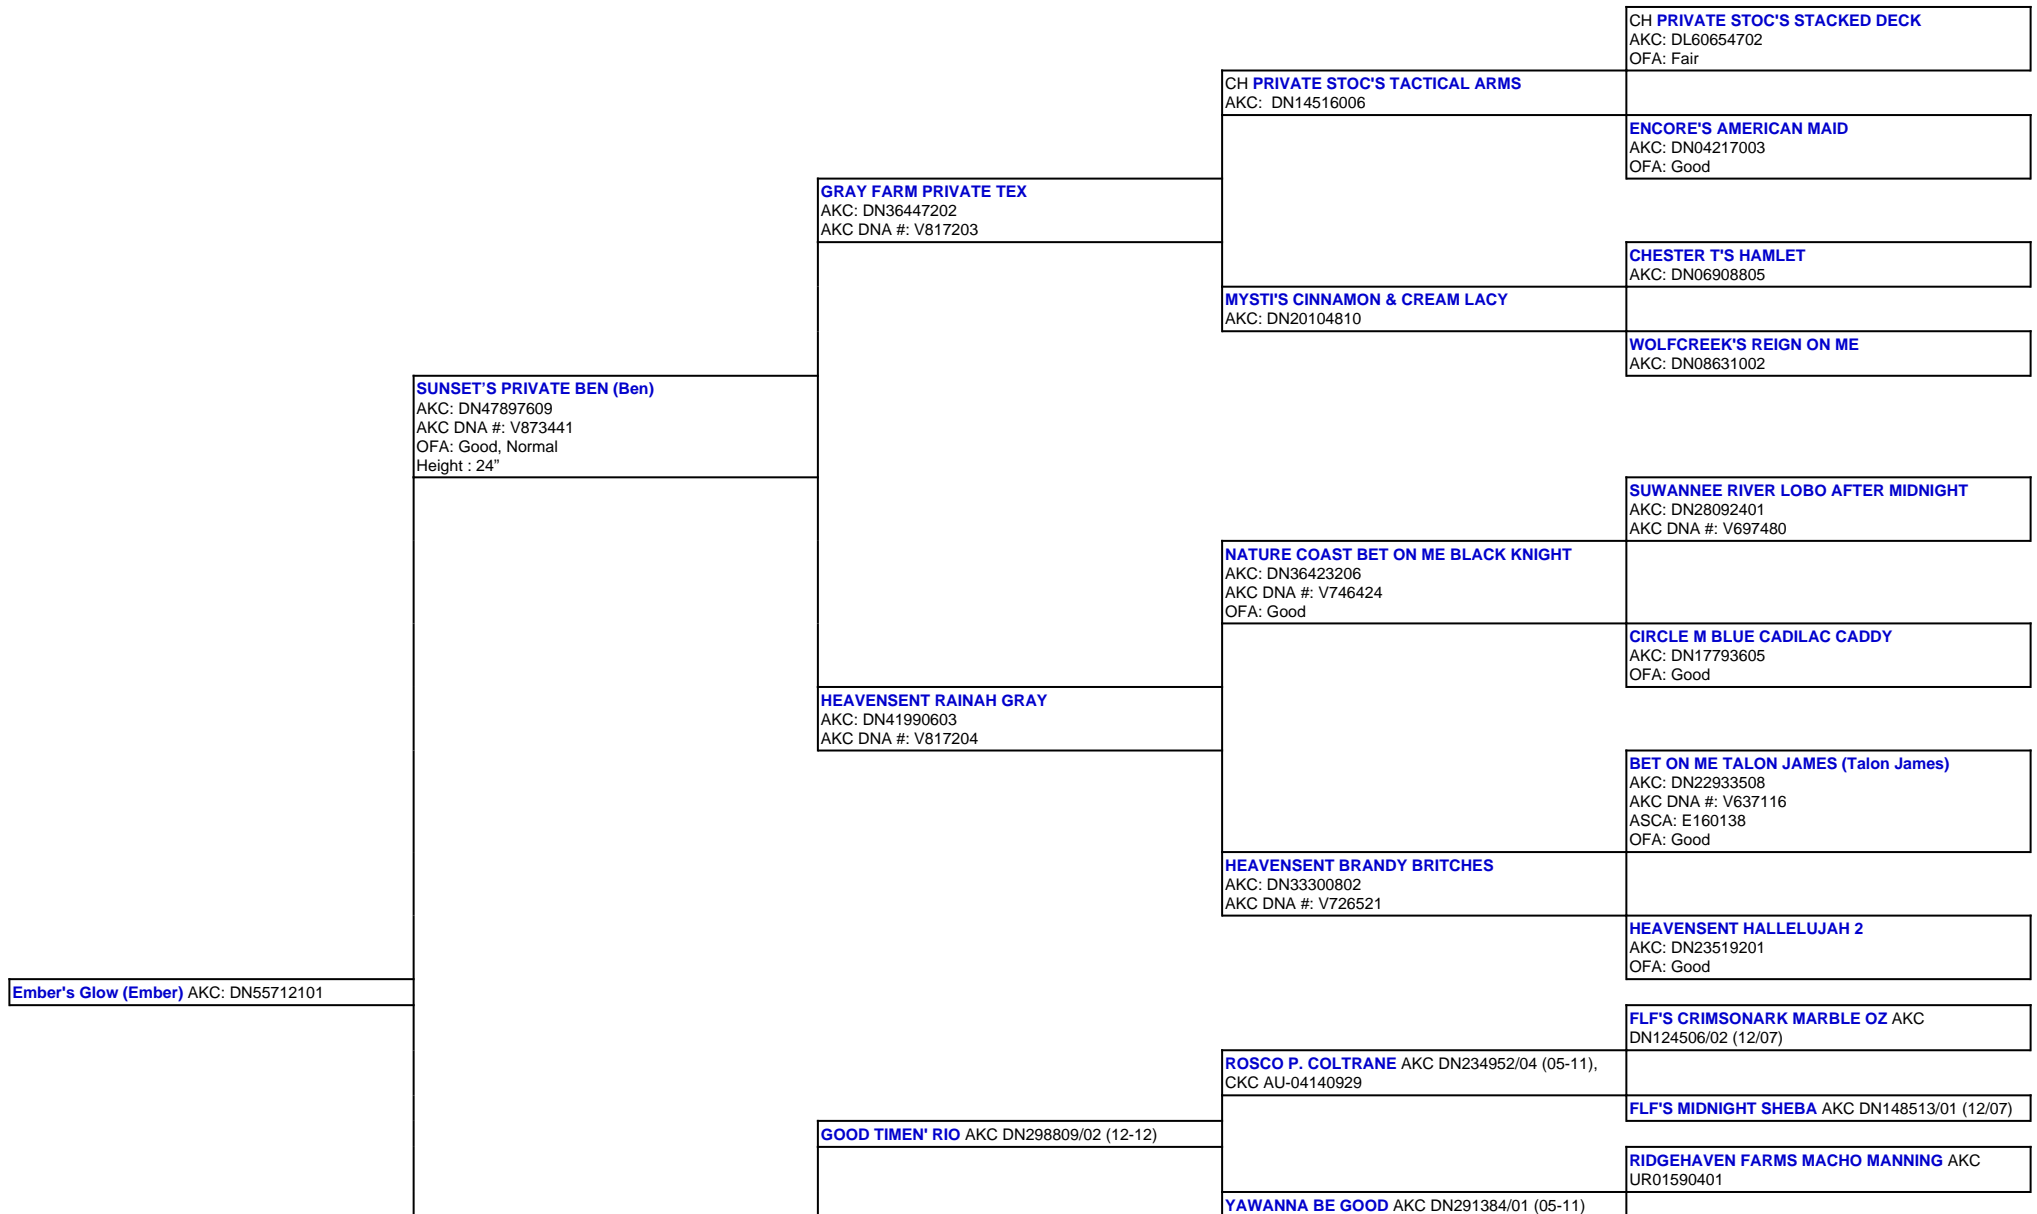 CH PRIVATE STOC'S STACKED DECK
AKC: DL60654702
OFA: Fair
CH PRIVATE STOC'S TACTICAL ARMS
AKC:  DN14516006
ENCORE'S AMERICAN MAID
AKC: DN04217003
OFA: Good
GRAY FARM PRIVATE TEX
AKC: DN36447202
AKC DNA #: V817203
CHESTER T'S HAMLET
AKC: DN06908805
MYSTI'S CINNAMON & CREAM LACY
AKC: DN20104810
WOLFCREEK'S REIGN ON ME
AKC: DN08631002
SUNSET’S PRIVATE BEN (Ben)
AKC: DN47897609
AKC DNA #: V873441
OFA: Good, Normal
Height : 24”
SUWANNEE RIVER LOBO AFTER MIDNIGHT
AKC: DN28092401
AKC DNA #: V697480
NATURE COAST BET ON ME BLACK KNIGHT
AKC: DN36423206
AKC DNA #: V746424
OFA: Good
CIRCLE M BLUE CADILAC CADDY
AKC: DN17793605
OFA: Good
HEAVENSENT RAINAH GRAY
AKC: DN41990603
AKC DNA #: V817204
BET ON ME TALON JAMES (Talon James)
AKC: DN22933508
AKC DNA #: V637116
ASCA: E160138
OFA: Good
HEAVENSENT BRANDY BRITCHES
AKC: DN33300802
AKC DNA #: V726521
HEAVENSENT HALLELUJAH 2
AKC: DN23519201
OFA: Good
Ember's Glow (Ember) AKC: DN55712101
FLF'S CRIMSONARK MARBLE OZ AKC
DN124506/02 (12/07)
ROSCO P. COLTRANE AKC DN234952/04 (05-11),
CKC AU-04140929
FLF'S MIDNIGHT SHEBA AKC DN148513/01 (12/07)
GOOD TIMEN' RIO AKC DN298809/02 (12-12)
RIDGEHAVEN FARMS MACHO MANNING AKC
UR01590401
YAWANNA BE GOOD AKC DN291384/01 (05-11)